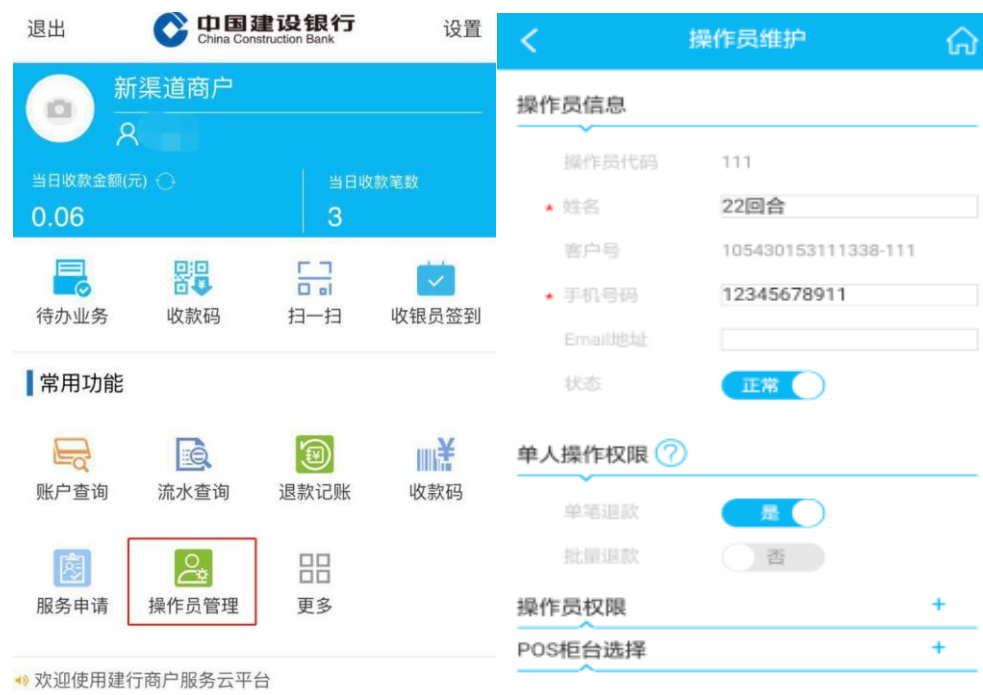 退出
中国建设银行
China Construction Bank
设置
新渠道商户
当日收款金额(元)
当日收款笔数
0.06
3
待办业务
收款码
扫一扫
收银员签到
常用功能
账户查询
流水查询
退款记账
收款码
服务申请
操作员管理
更多
欢迎使用建行商户服务云平台
操作员维护
操作员信息
操作员代码 111
* 姓名 22回合
客户号 105430153111338-111
* 手机号码 12345678911
Email地址
状态 正常
单人操作权限 ?
单笔退款 是
批量退款 否
操作员权限 +
POS柜台选择 +